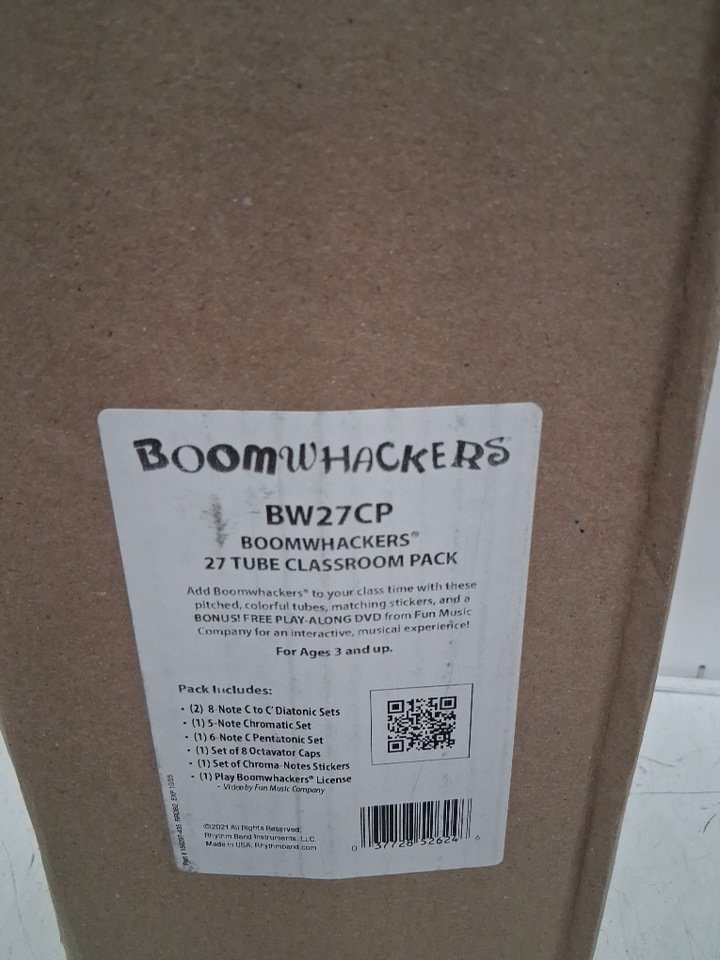 BOOMWHACKERS
BW27CP
BOOMWHACKERS®
27 TUBE CLASSROOM PACK
Add Boomwhackers® to your class time with these
pitched, colorful tubes, matching stickers, and a
BONUS! FREE PLAY-ALONG DVD from Fun Music
Company for an interactive, musical experience!
For Ages 3 and up.
Pack Includes:
• (2) 8-Note C to C' Diatonic Sets
• (1) 5-Note Chromatic Set
• (1) 6-Note C Pentatonic Set
• (1) Set of 8 Octavator Caps
• (1) Set of Chroma-Notes Stickers
• (1) Play Boomwhackers® License
- Video by Fun Music Company
©2021 All Rights Reserved
Rhythm Band Instruments, LLC
Made in USA. Rhythmband.com
0 37728 52624 6